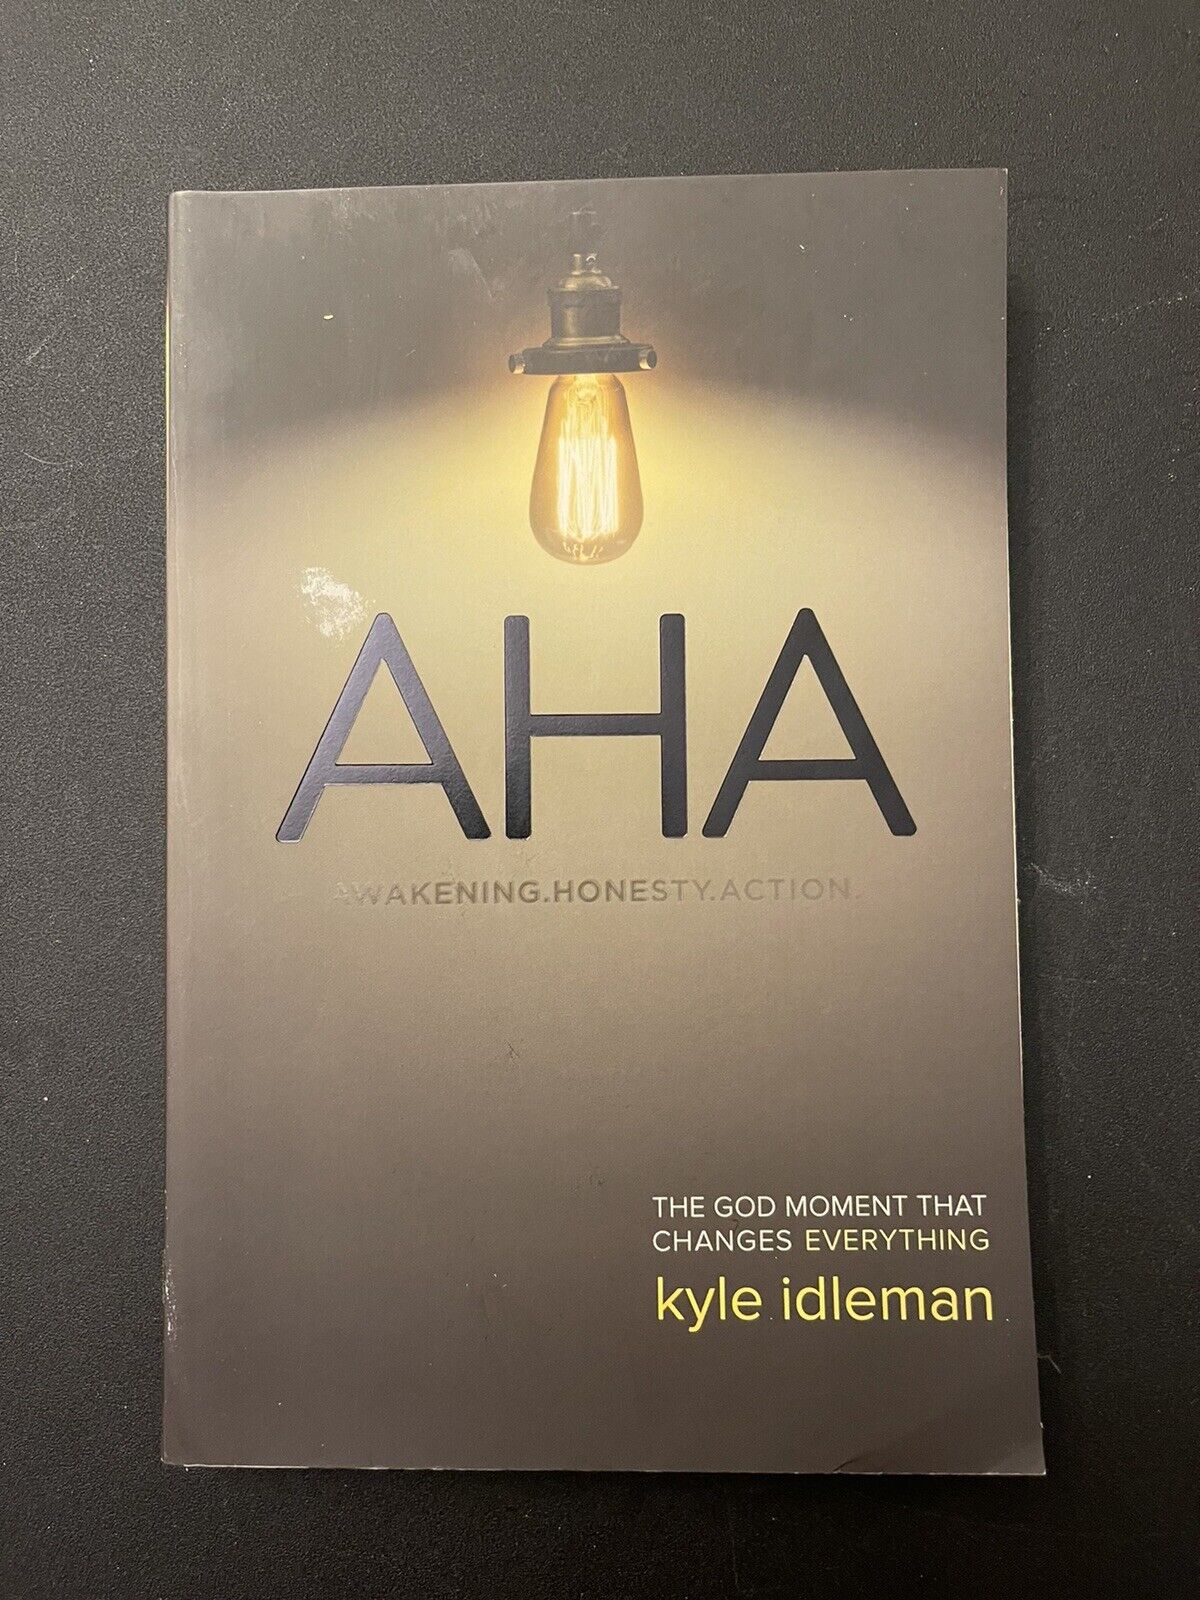 AHA
AWAKENING.HONESTY.ACTION.
THE GOD MOMENT THAT
CHANGES EVERYTHING
kyle idleman